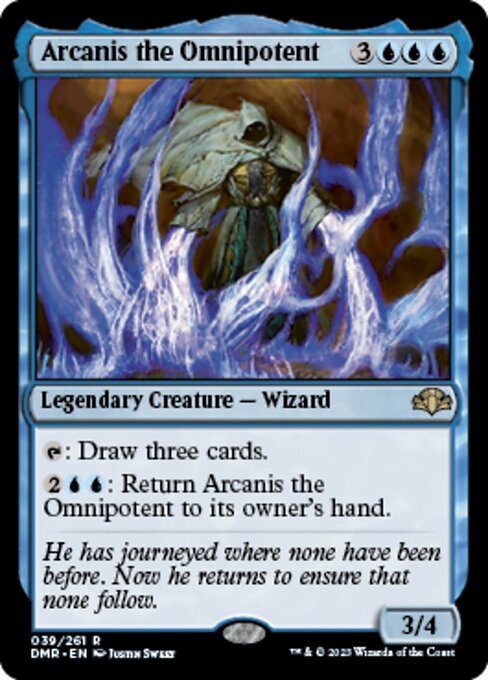 Arcanis the Omnipotent 3
Legendary Creature — Wizard
: Draw three cards.
2 : Return Arcanis the
Omnipotent to its owner's hand.
He has journeyed where none have been
before. Now he returns to ensure that
none follow.
3/4
039/261 R
DMR • EN Justin Sweet
™ & © 2023 Wizards of the Coast